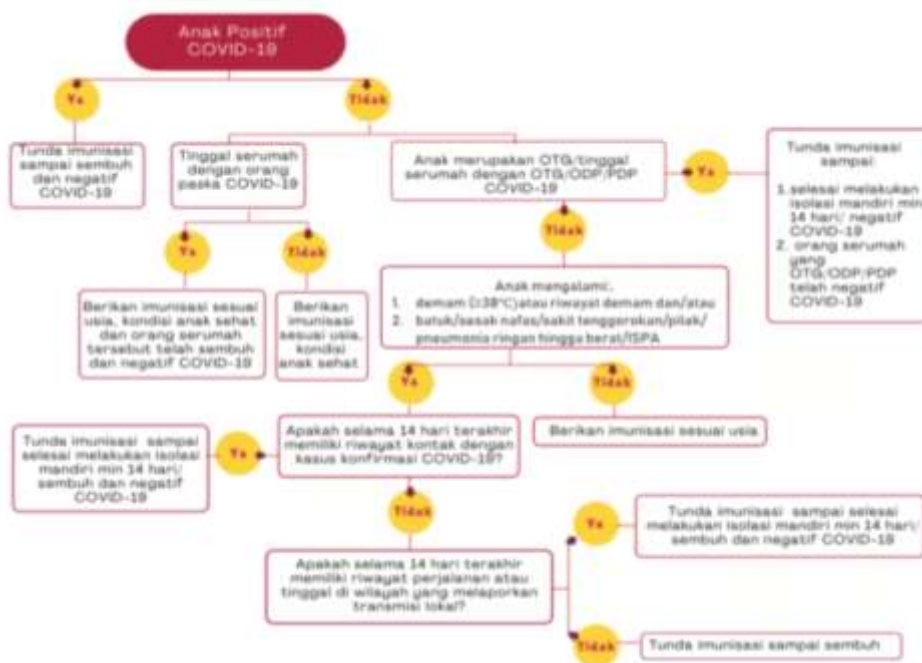 Anak Positif
COVID-19
Ya
Tidak
Tunda imunisasi
sampai sembuh
dan negatif
COVID-19
Tinggal serumah
dengan orang
paska COVID-19
Anak merupakan OTG/tinggal
serumah dengan OTG/ODP/PDP
COVID-19
Ya
Tunda imunisasi
sampai:
1. selesai melakukan
isolasi mandiri min
14 hari/ negatif
COVID-19
2. orang serumah
yang
OTG/ODP/PDP
telah negatif
COVID-19
Ya
Tidak
Tidak
Berikan imunisasi sesuai
usia, kondisi anak sehat
dan orang serumah
tersebut telah sembuh
dan negatif COVID-19
Berikan
imunisasi
sesuai usia,
kondisi
anak sehat
Anak mengalami:
1. demam (≥38°C) atau riwayat demam dan/atau
2. batuk/sesak nafas/sakit tenggorokan/pilek/
pneumonia ringan hingga berat/ISPA
Ya
Tidak
Tunda imunisasi sampai
selesai melakukan isolasi
mandiri min 14 hari/
sembuh dan negatif
COVID-19
Ya
Apakah selama 14 hari terakhir
memiliki riwayat kontak dengan
kasus konfirmasi COVID-19?
Berikan imunisasi sesuai usia
Tidak
Apakah selama 14 hari terakhir
memiliki riwayat perjalanan atau
tinggal di wilayah yang melaporkan
transmisi lokal?
Ya
Tunda imunisasi sampai selesai
melakukan isolasi mandiri min 14 hari/
sembuh dan negatif COVID-19
Tidak
Tunda imunisasi sampai sembuh